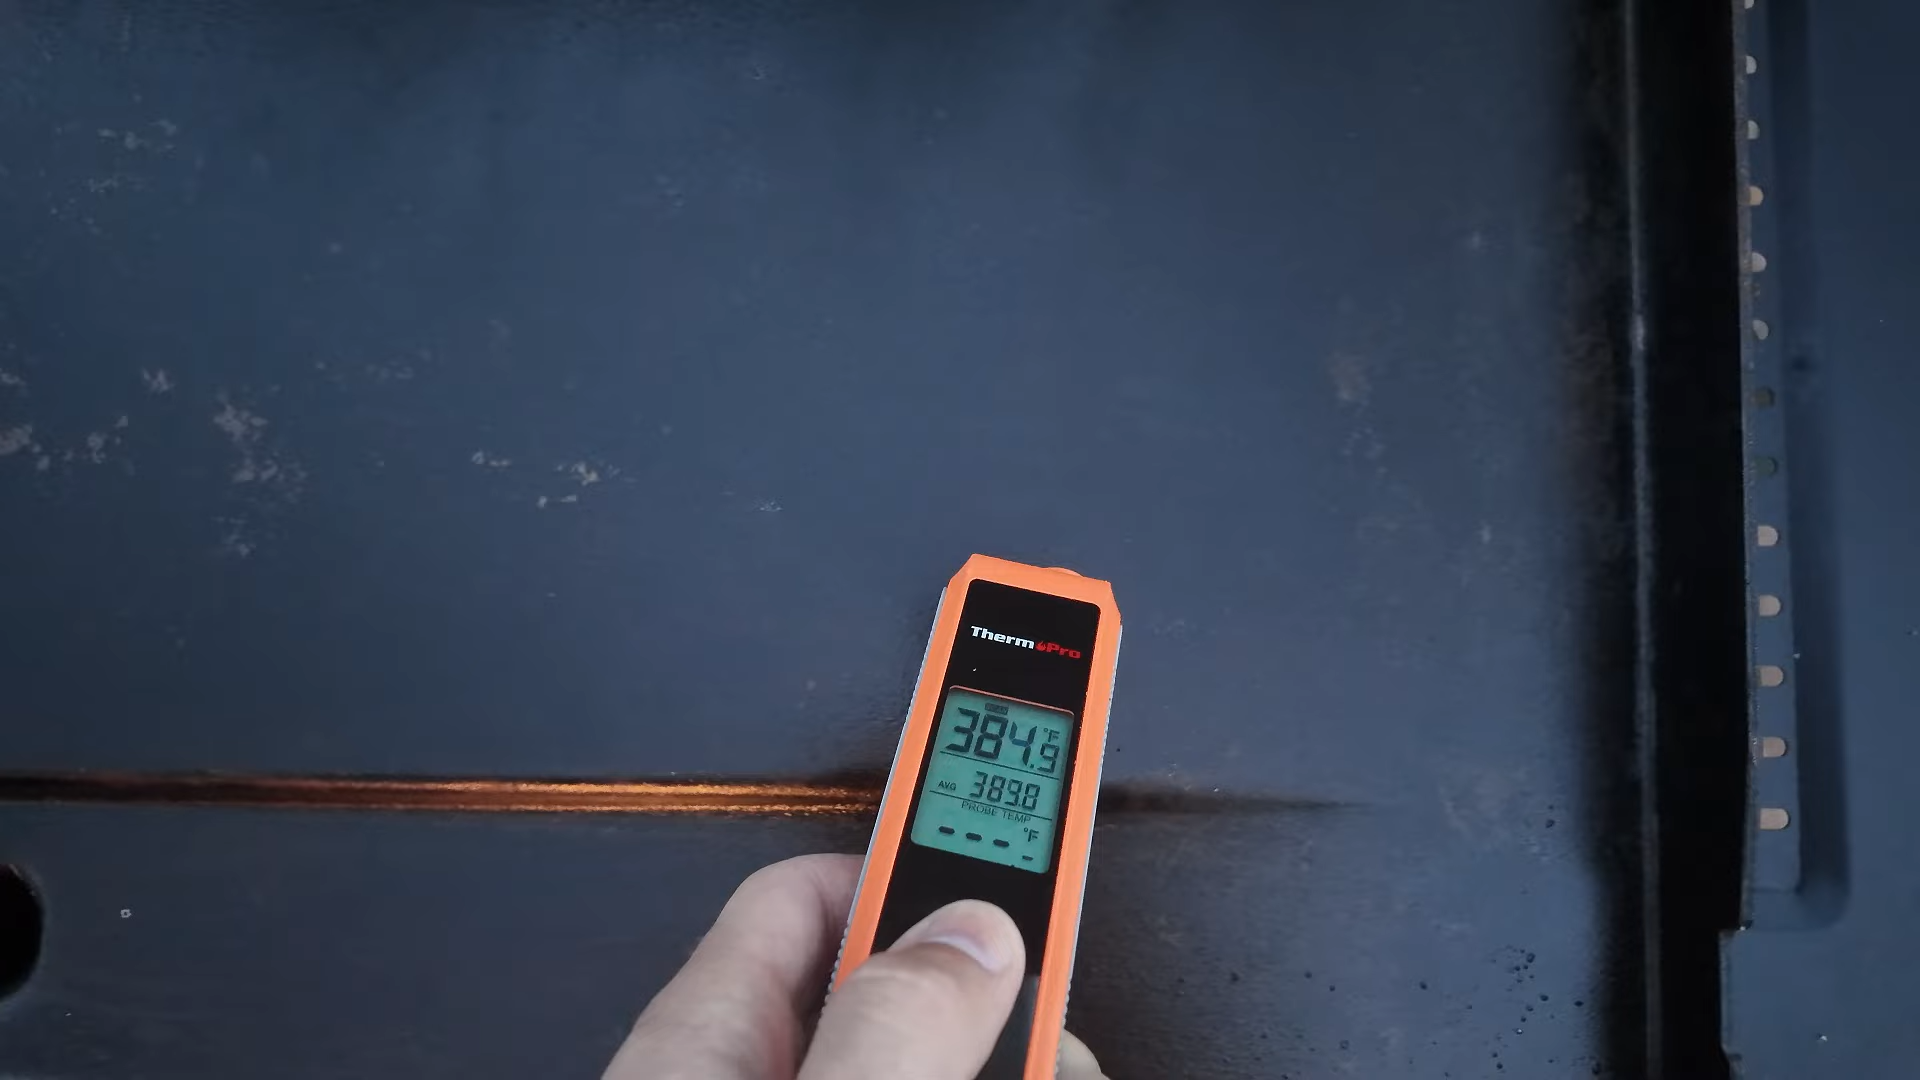 ThermoPro
384.9 °F
AVG 389.8
PROBE TEMP
- - - - °F